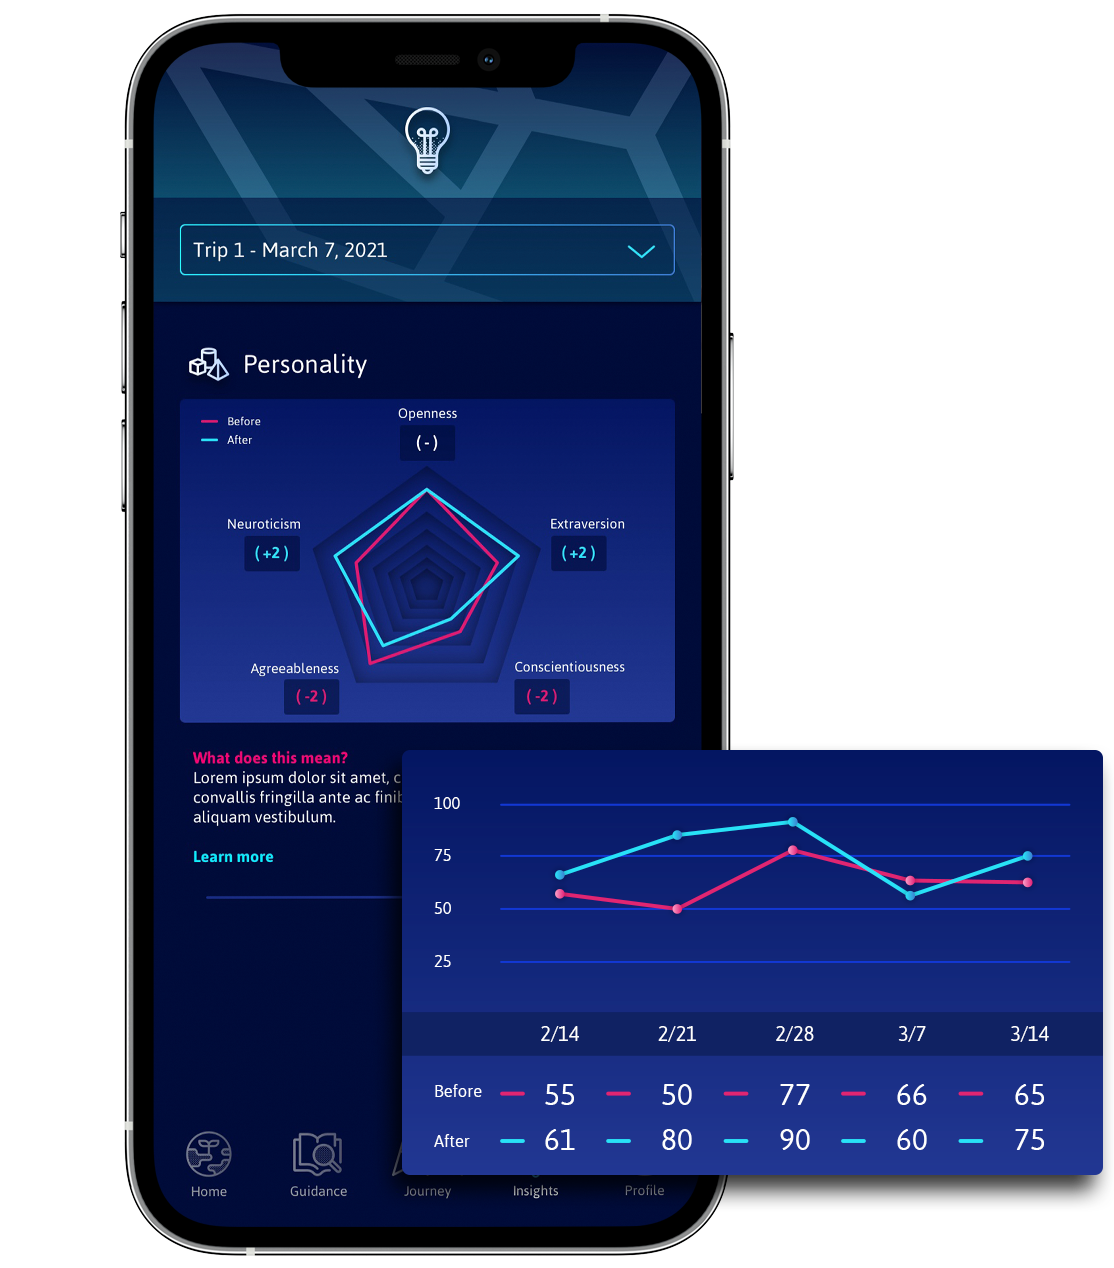 Trip 1 - March 7, 2021
Personality
Before
After
Openness
( - )
Neuroticism
( +2 )
Extraversion
( +2 )
Agreeableness
( -2 )
Conscientiousness
( -2 )
What does this mean?
Lorem ipsum dolor sit amet,
convallis fringilla ante ac
aliquam vestibulum.
Learn more
100
75
50
25
2/14 2/21 2/28 3/7 3/14
Before 55 50 77 66 65
After 61 80 90 60 75
Home Guidance Journey Insights Profile